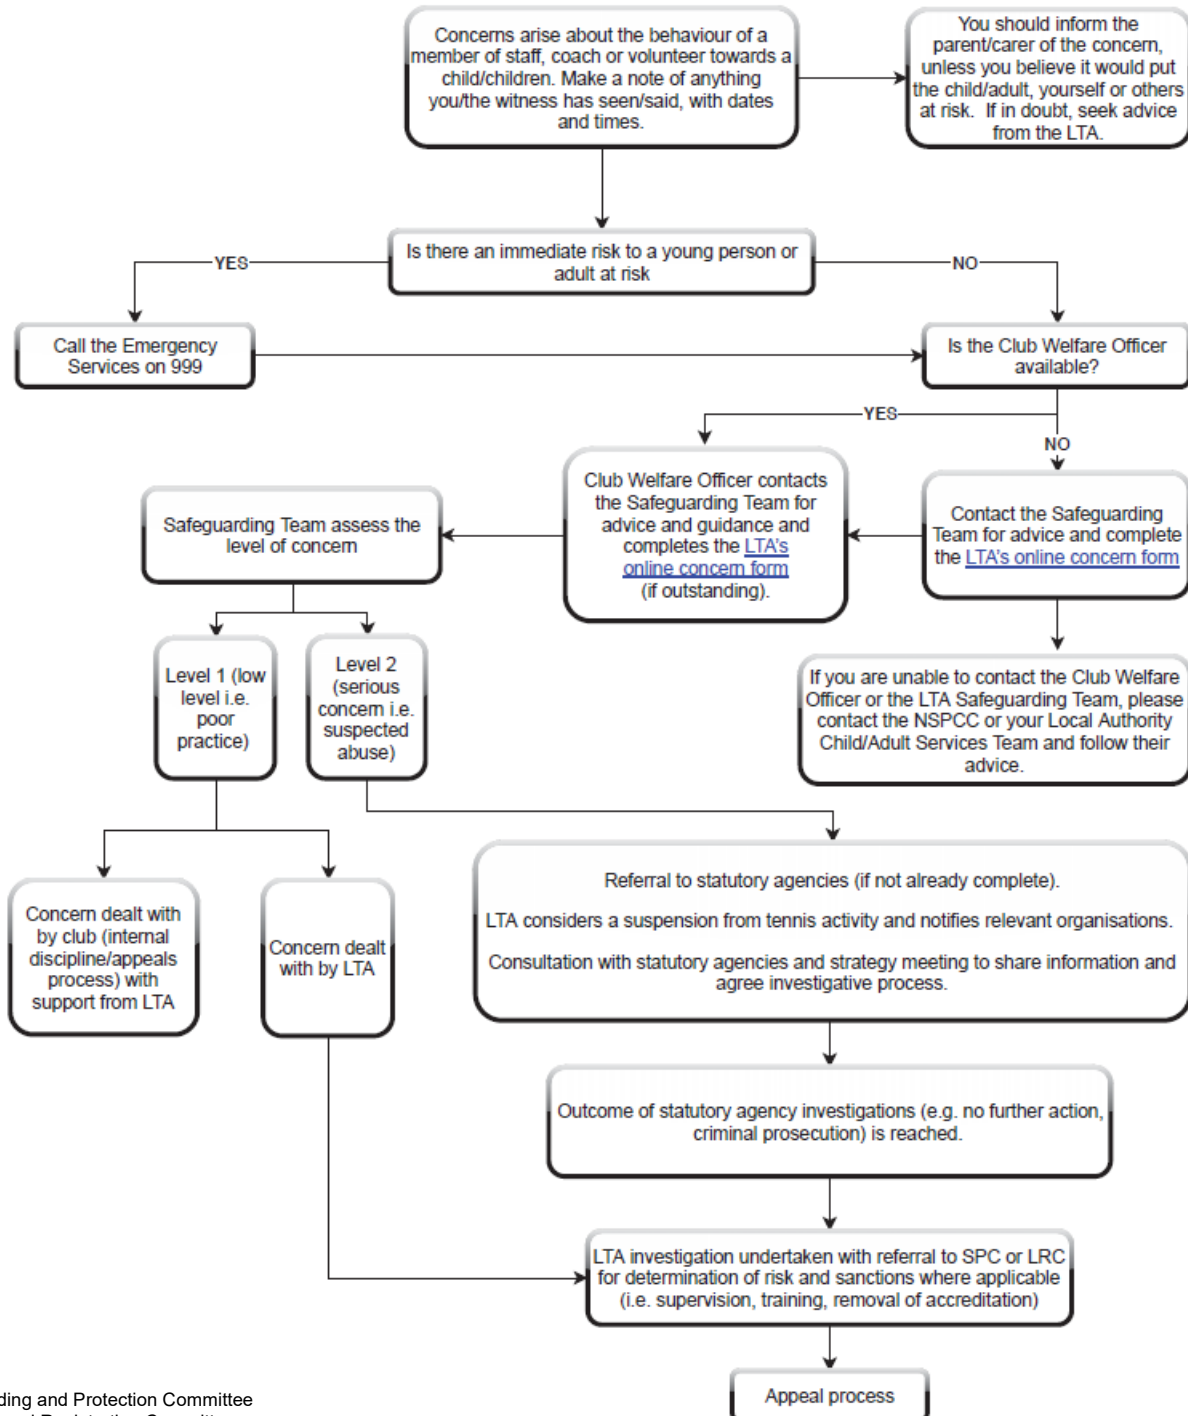 Concerns arise about the behaviour of a
member of staff, coach or volunteer towards a
child/children. Make a note of anything
you/the witness has seen/said, with dates
and times.
You should inform the
parent/carer of the concern,
unless you believe it would put
the child/adult, yourself or others
at risk. If in doubt, seek advice
from the LTA.
Is there an immediate risk to a young person or
adult at risk
YES
NO
Call the Emergency
Services on 999
Is the Club Welfare Officer
available?
YES
NO
Club Welfare Officer contacts
the Safeguarding Team for
advice and guidance and
completes the LTA's
online concern form
(if outstanding).
Contact the Safeguarding
Team for advice and complete
the LTA's online concern form
Safeguarding Team assess the
level of concern
Level 1 (low
level i.e.
poor
practice)
Level 2
(serious
concern i.e.
suspected
abuse)
If you are unable to contact the Club Welfare
Officer or the LTA Safeguarding Team, please
contact the NSPCC or your Local Authority
Child/Adult Services Team and follow their
advice.
Concern dealt with
by club (internal
discipline/appeals
process) with
support from LTA
Concern dealt
with by LTA
Referral to statutory agencies (if not already complete).
LTA considers a suspension from tennis activity and notifies relevant organisations.
Consultation with statutory agencies and strategy meeting to share information and
agree investigative process.
Outcome of statutory agency investigations (e.g. no further action,
criminal prosecution) is reached.
LTA investigation undertaken with referral to SPC or LRC
for determination of risk and sanctions where applicable
(i.e. supervision, training, removal of accreditation)
Appeal process
ding and Protection Committee